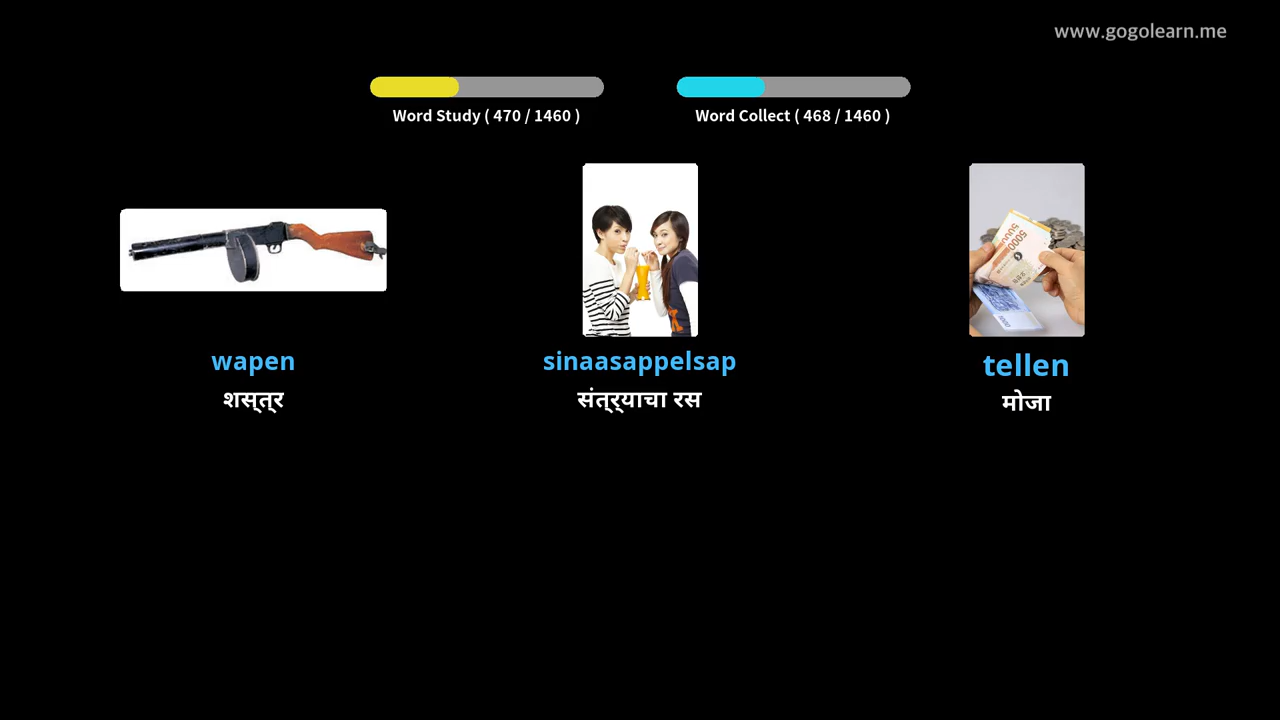 www.gogolearn.me
Word Study ( 470 / 1460 )
Word Collect ( 468 / 1460 )
wapen
sinaasappelsap
tellen
शस्त्र
संत्र्याचा रस
मोजा